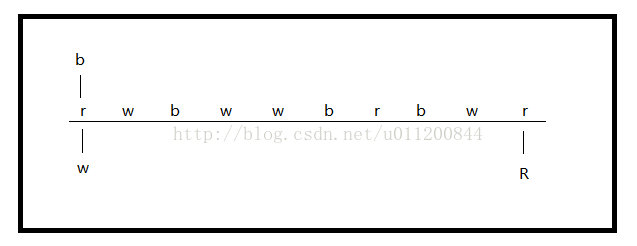 b
r w b w w b r b w r
http://blog.csdn.net/u011200844
w R